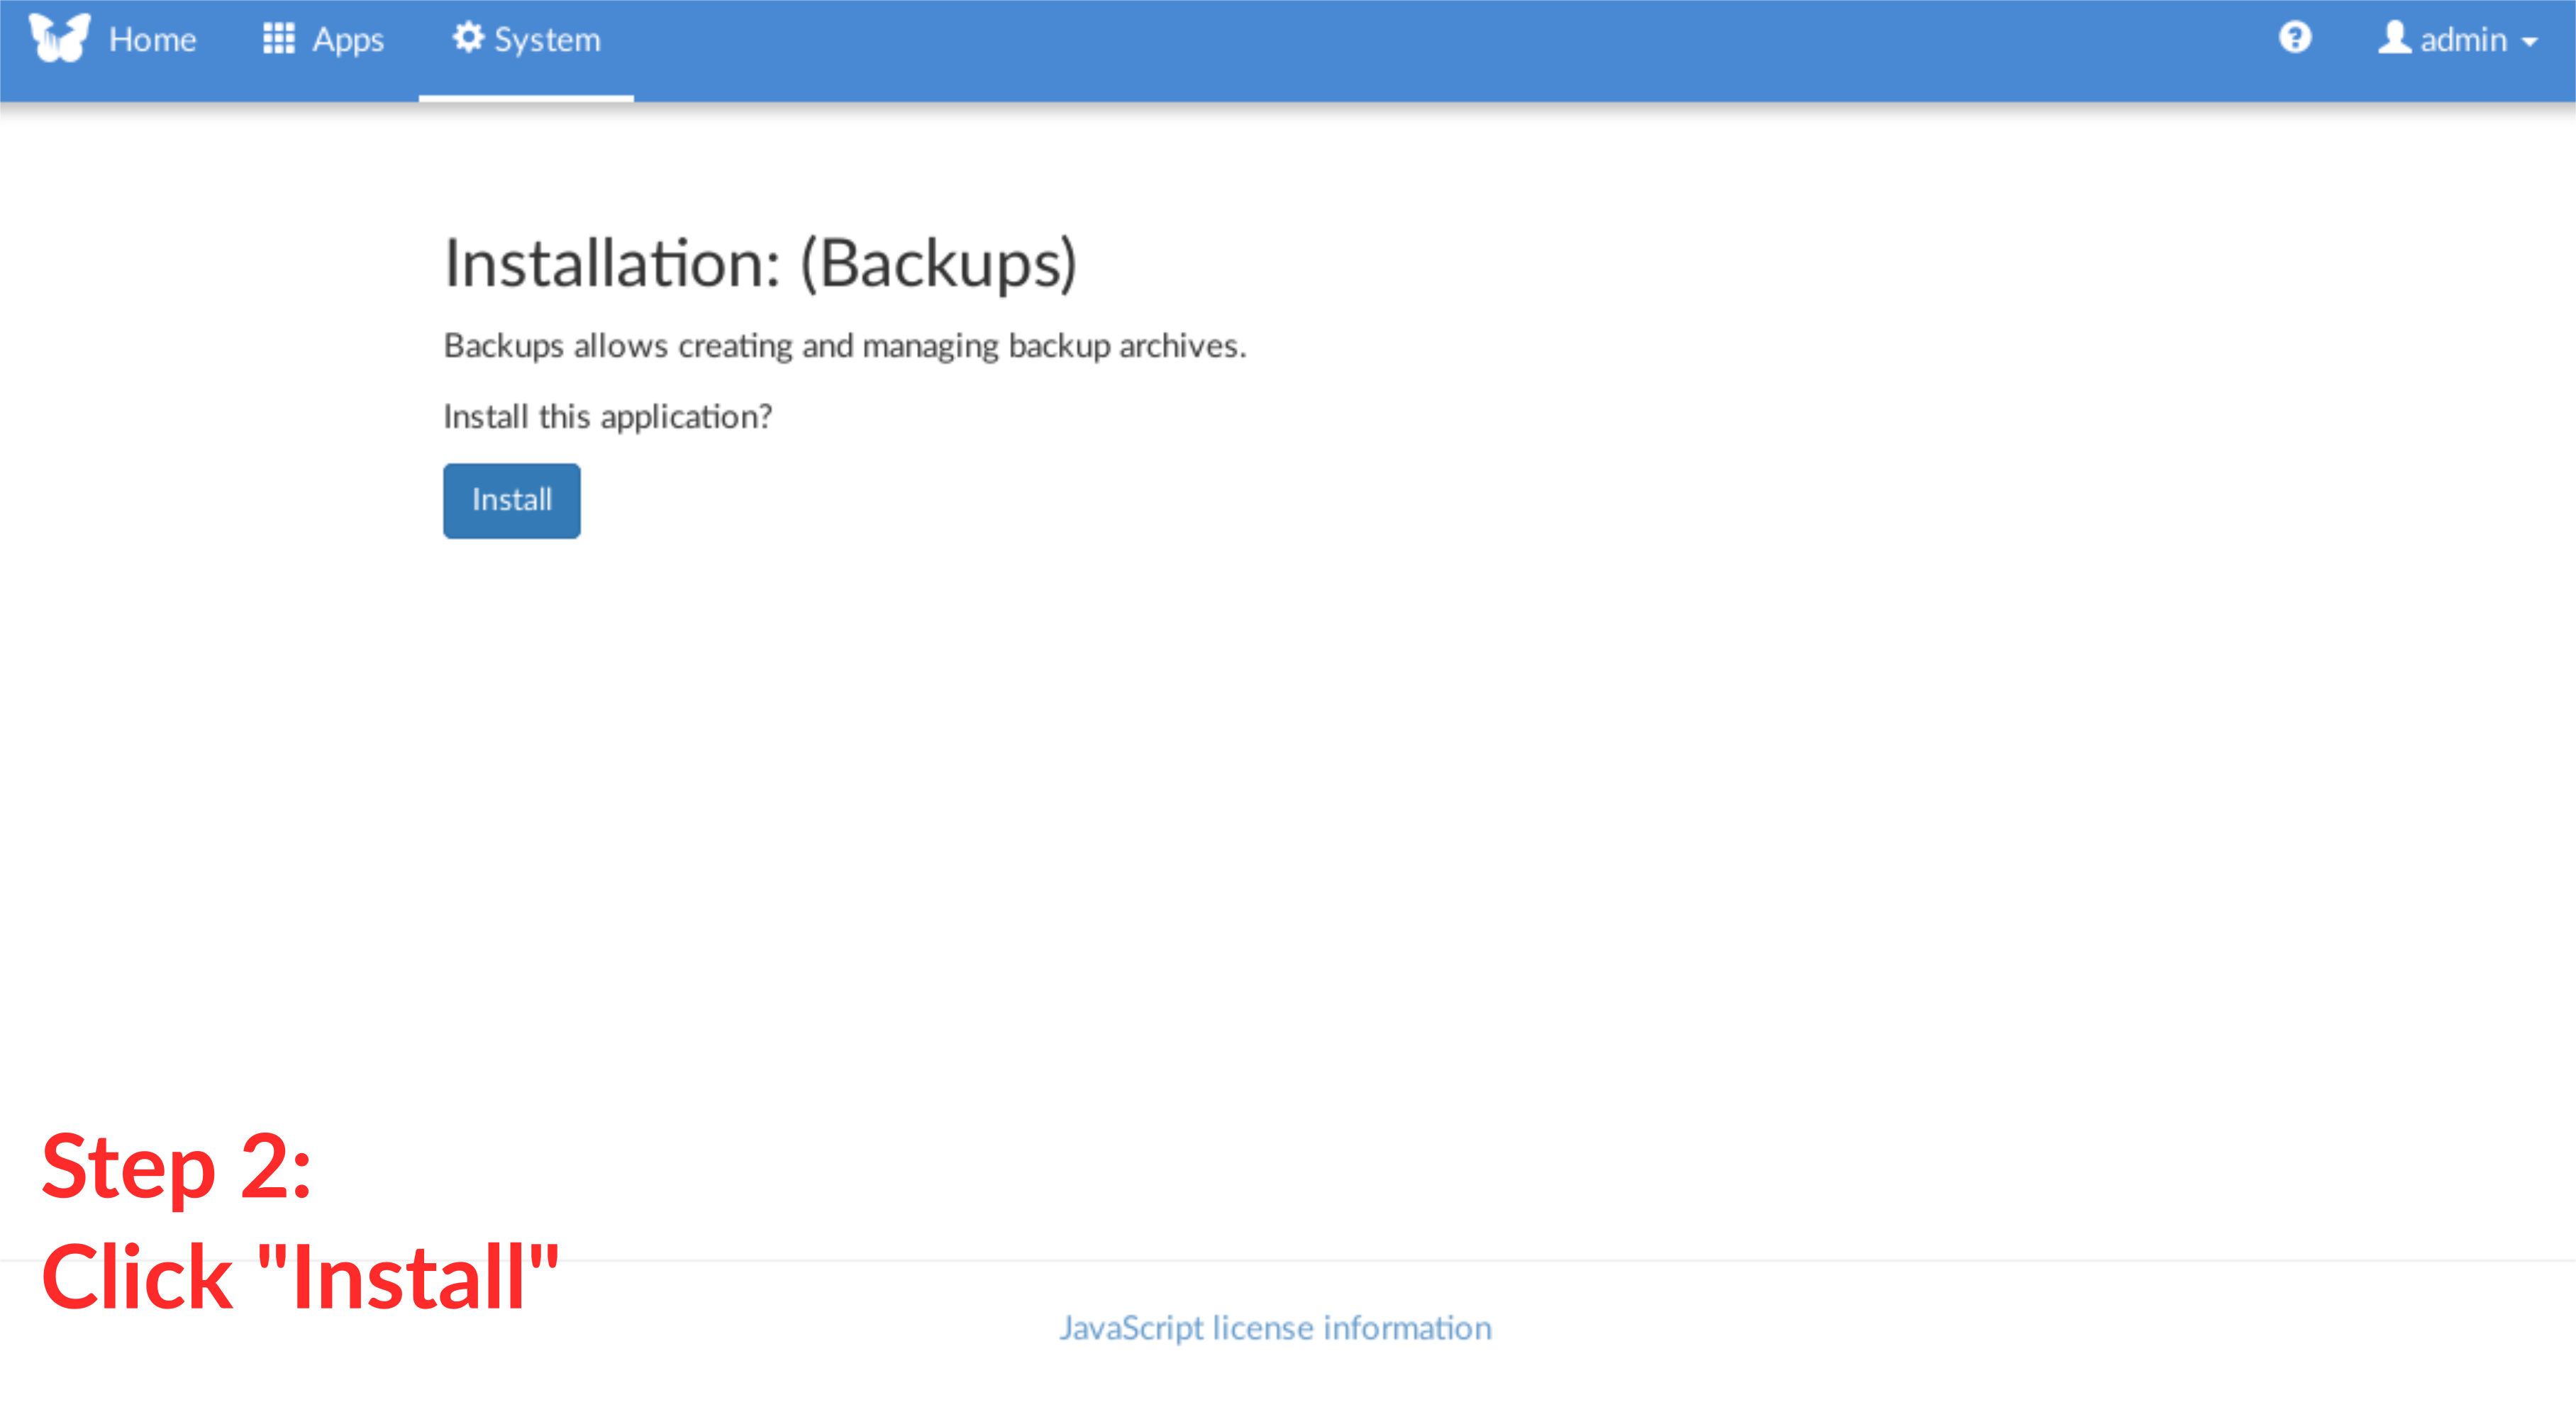 Home Apps System admin
Installation: (Backups)
Backups allows creating and managing backup archives.
Install this application?
Install
Step 2:
Click "Install"
JavaScript license information